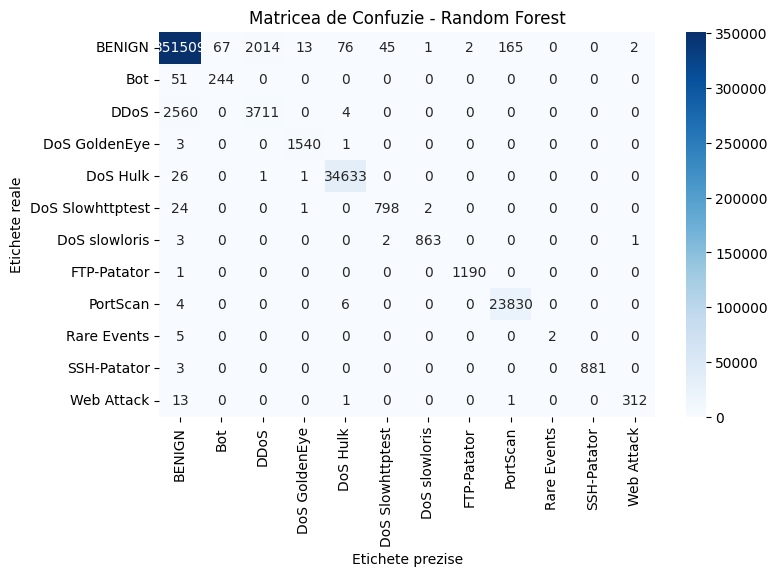 Matricea de Confuzie - Random Forest
BENIGN 351509 67 2014 13 76 45 1 2 165 0 0 2
Bot 51 244 0 0 0 0 0 0 0 0 0 0
DDoS 2560 0 3711 0 4 0 0 0 0 0 0 0
DoS GoldenEye 3 0 0 1540 1 0 0 0 0 0 0 0
DoS Hulk 26 0 1 1 34633 0 0 0 0 0 0 0
DoS Slowhttptest 24 0 0 1 0 798 2 0 0 0 0 0
DoS slowloris 3 0 0 0 0 2 863 0 0 0 0 1
FTP-Patator 1 0 0 0 0 0 0 1190 0 0 0 0
PortScan 4 0 0 0 6 0 0 0 23830 0 0 0
Rare Events 5 0 0 0 0 0 0 0 0 2 0 0
SSH-Patator 3 0 0 0 0 0 0 0 0 0 881 0
Web Attack 13 0 0 0 1 0 0 0 1 0 0 312
Etichete reale
BENIGN
Bot
DDoS
DoS GoldenEye
DoS Hulk
DoS Slowhttptest
DoS slowloris
FTP-Patator
PortScan
Rare Events
SSH-Patator
Web Attack
Etichete prezise
350000
300000
250000
200000
150000
100000
50000
0